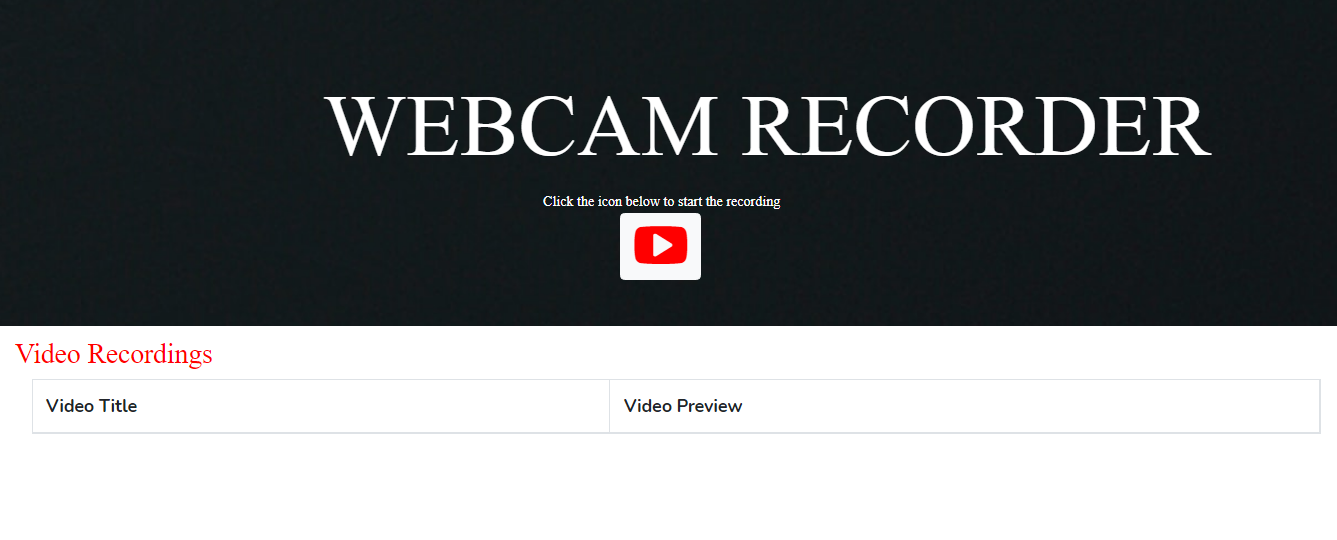 WEBCAM RECORDER
Click the icon below to start the recording
Video Recordings
Video Title
Video Preview